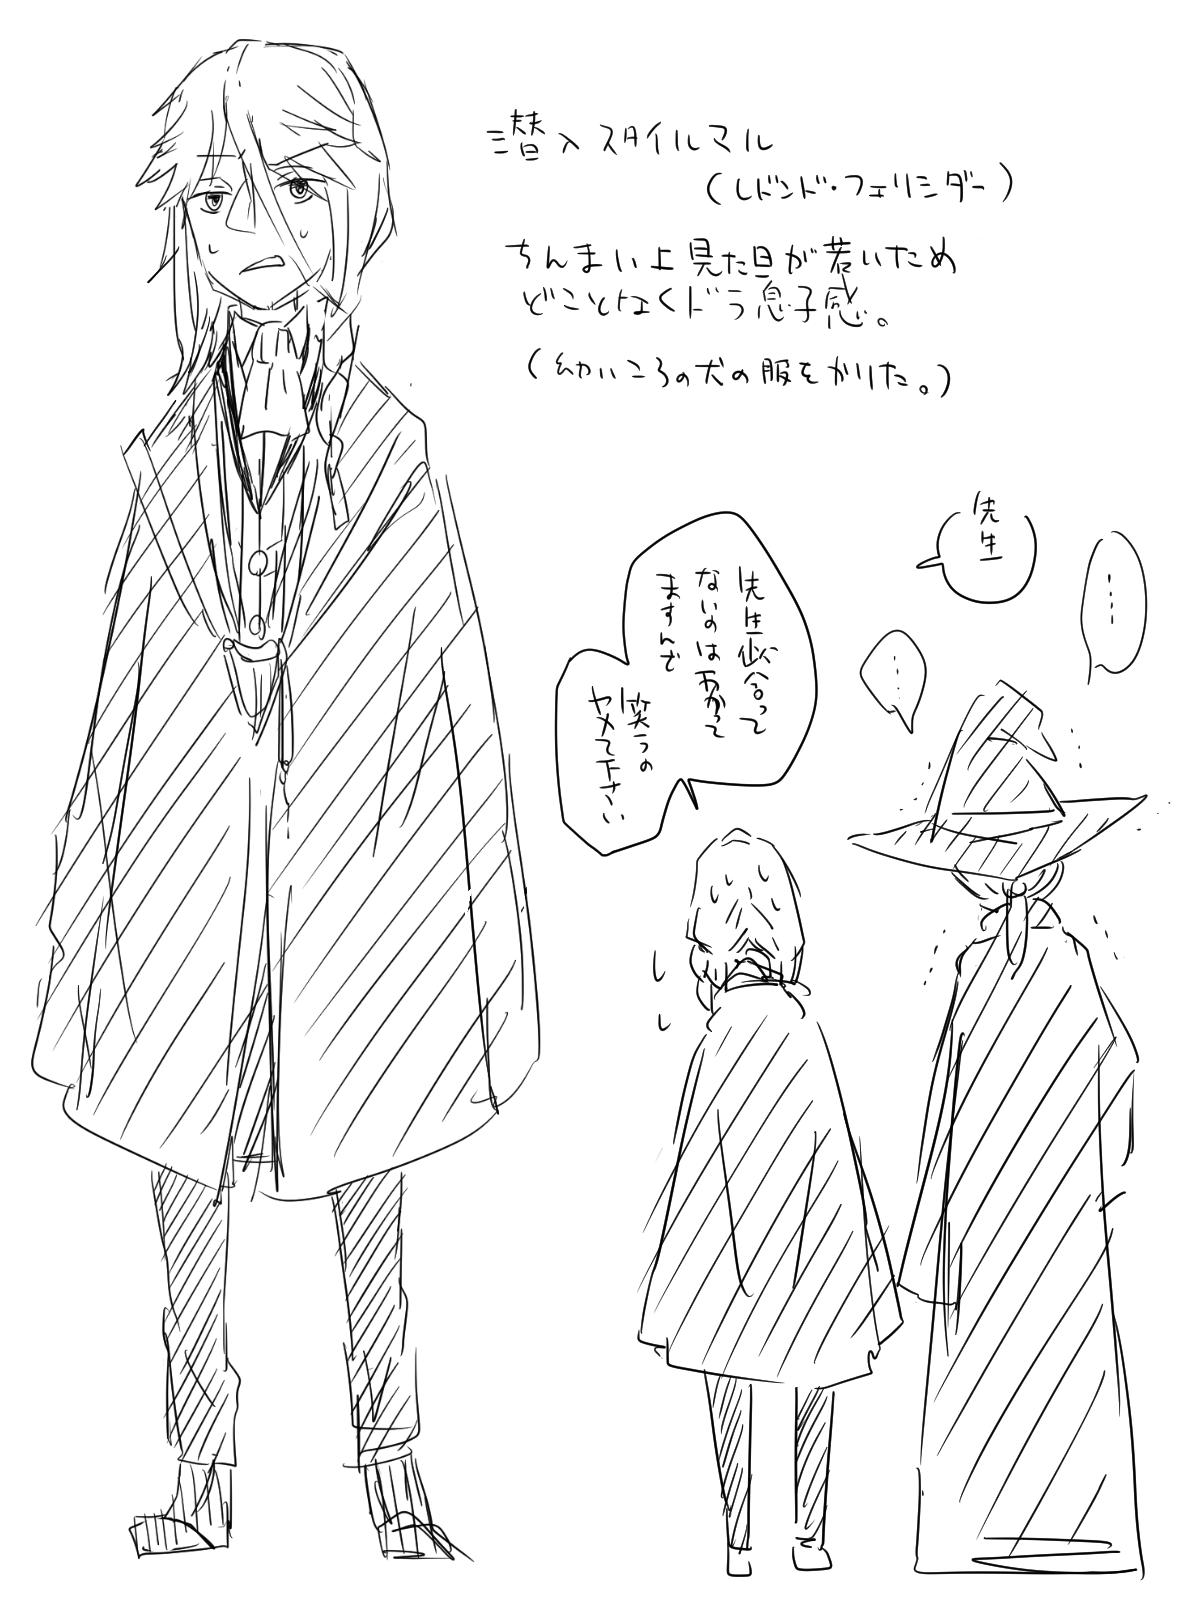 潜入スタイルマル
(レドンド・フェリシダー)
ちんまい上見た目が若いため
どことなくドラ息子感。
(幼いころの犬の服をかりた。)
先生
……
……
先生似合って
ないのはわかって
ますんで
笑うの
ヤメて下さい